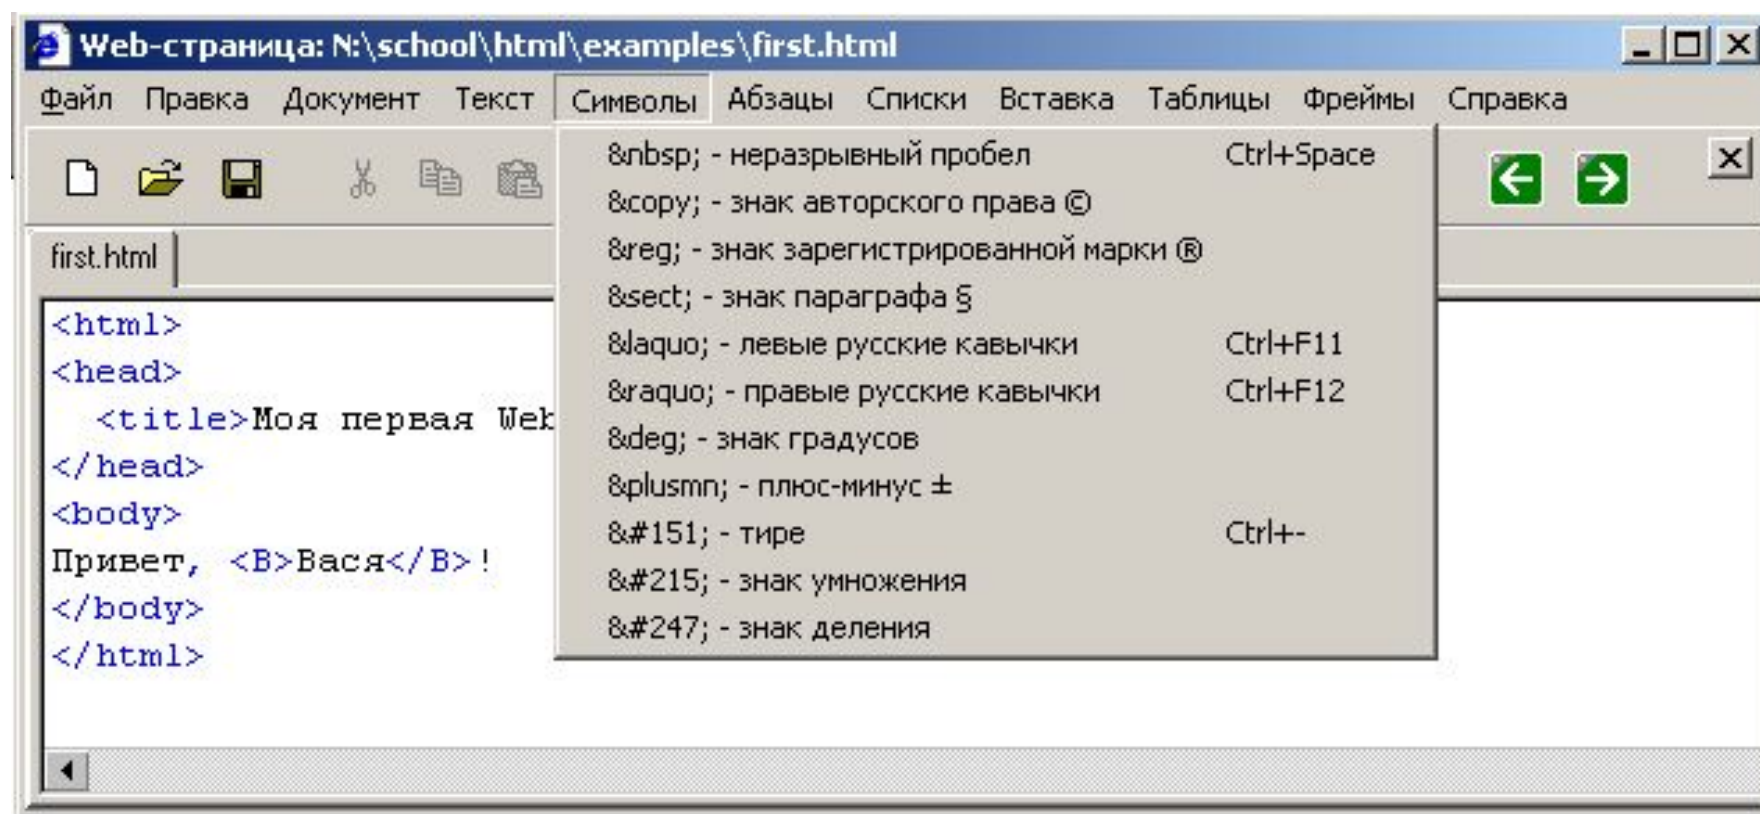 Web-страница: N:\school\html\examples\first.html
Файл Правка Документ Текст Символы Абзацы Списки Вставка Таблицы Фреймы Справка
&nbsp; - неразрывный пробел Ctrl+Space
&copy; - знак авторского права ©
&reg; - знак зарегистрированной марки ®
&sect; - знак параграфа §
&laquo; - левые русские кавычки Ctrl+F11
&raquo; - правые русские кавычки Ctrl+F12
&deg; - знак градусов
&plusmn; - плюс-минус ±
&#151; - тире Ctrl+-
&#215; - знак умножения
&#247; - знак деления
first.html
<html>
<head>
<title>Моя первая Web
</head>
<body>
Привет, <B>Вася</B>!
</body>
</html>